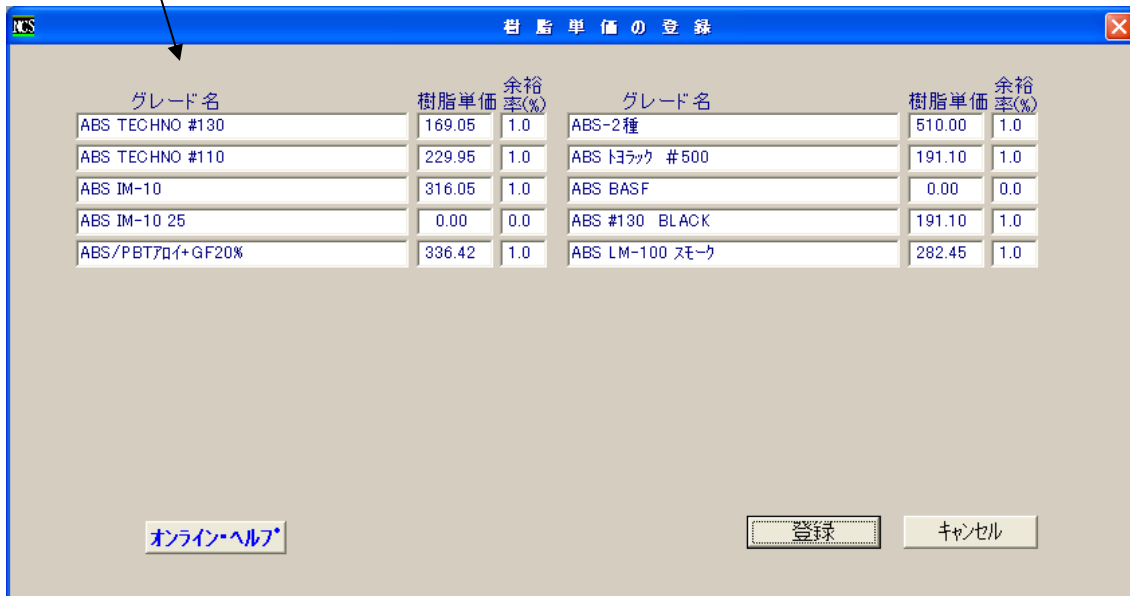 NCS 樹脂単価の登録
グレード名 樹脂単価 余裕率(%) グレード名 樹脂単価 余裕率(%)
ABS TECHNO #130 169.05 1.0 ABS-2種 510.00 1.0
ABS TECHNO #110 229.95 1.0 ABS ﾄヨラック #500 191.10 1.0
ABS IM-10 316.05 1.0 ABS BASF 0.00 0.0
ABS IM-10 25 0.00 0.0 ABS #130 BLACK 191.10 1.0
ABS/PBTｱﾛｲ+GF20% 336.42 1.0 ABS LM-100 ｽﾓｰｸ 282.45 1.0
オンライン・ヘルプ 登録 キャンセル